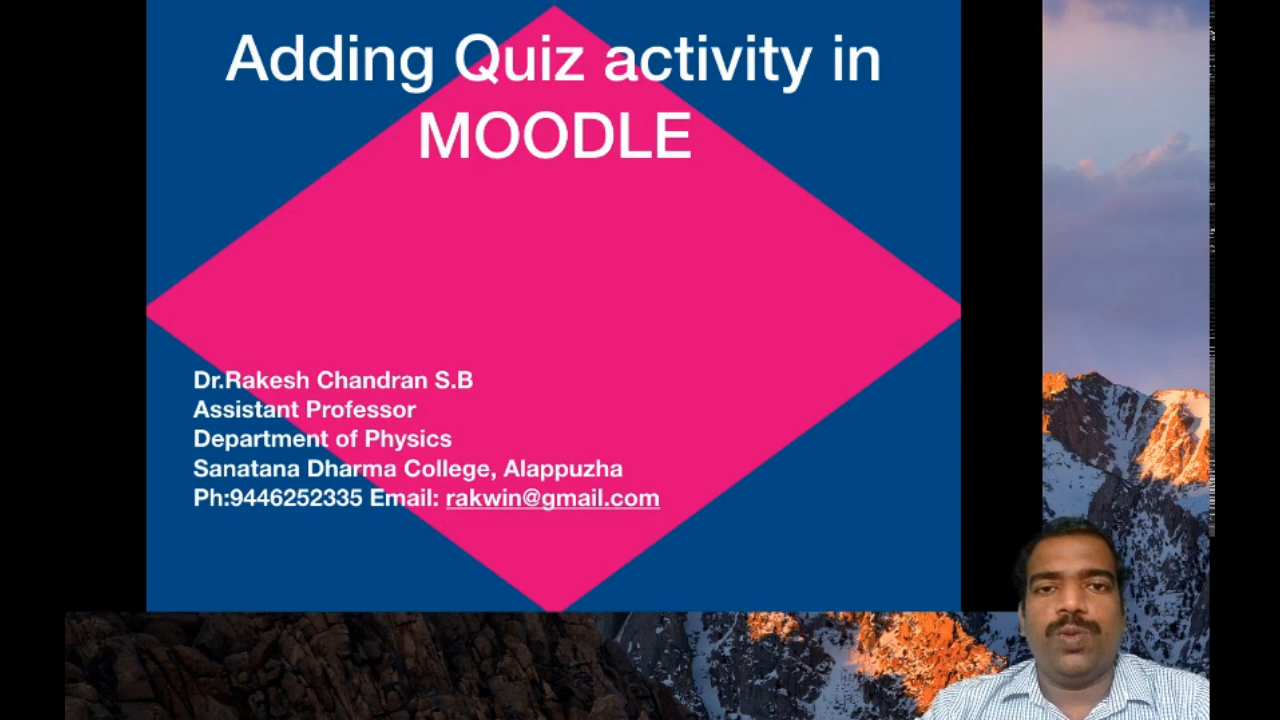 Adding Quiz activity in
MOODLE
Dr.Rakesh Chandran S.B
Assistant Professor
Department of Physics
Sanatana Dharma College, Alappuzha
Ph:9446252335 Email: rakwin@gmail.com